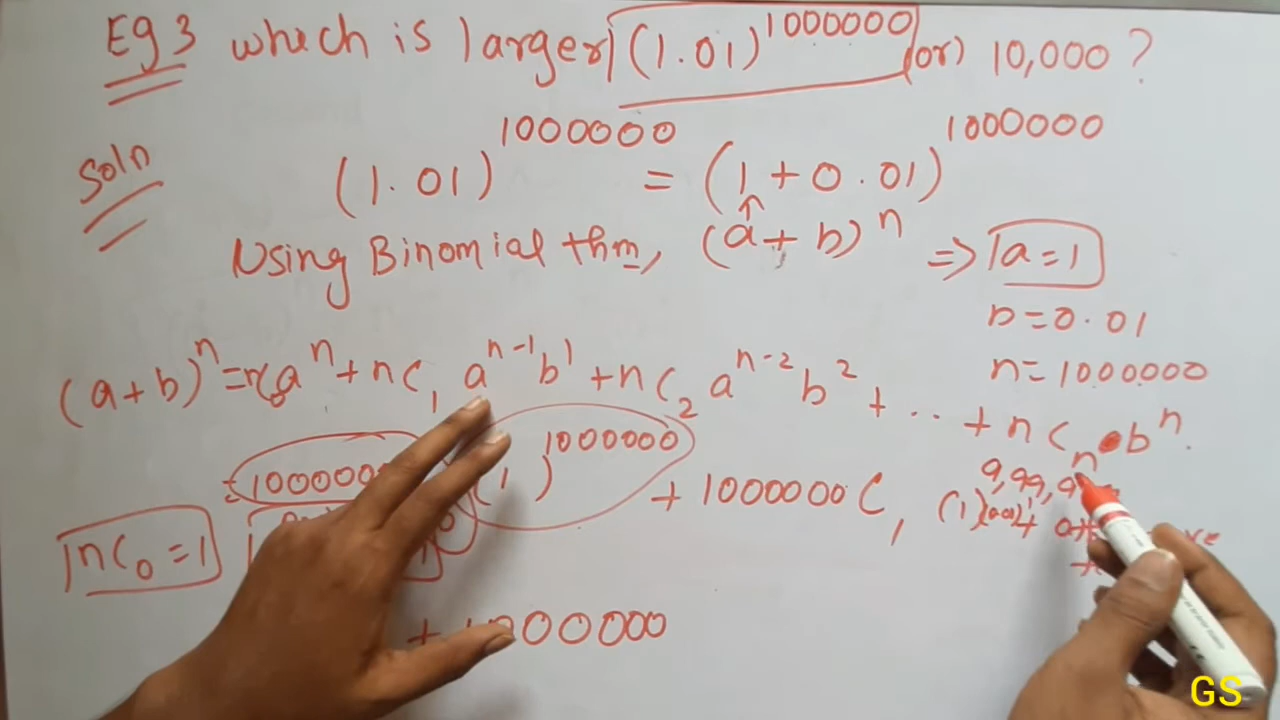 Eg 3 which is larger (1.01)^1000000 (or) 10,000 ?
Soln
(1.01)^1000000 = (1 + 0.01)^1000000
Using Binomial thm, (a + b)^n ⇒ a = 1
b = 0.01
n = 1000000
(a + b)^n = nC₀ a^n + nC₁ a^(n-1) b^1 + nC₂ a^(n-2) b^2 + .. + nCₙ b^n.
(1)^1000000 + 1000000 C₁ (1)
nC₀ = 1
+ 1000000
GS